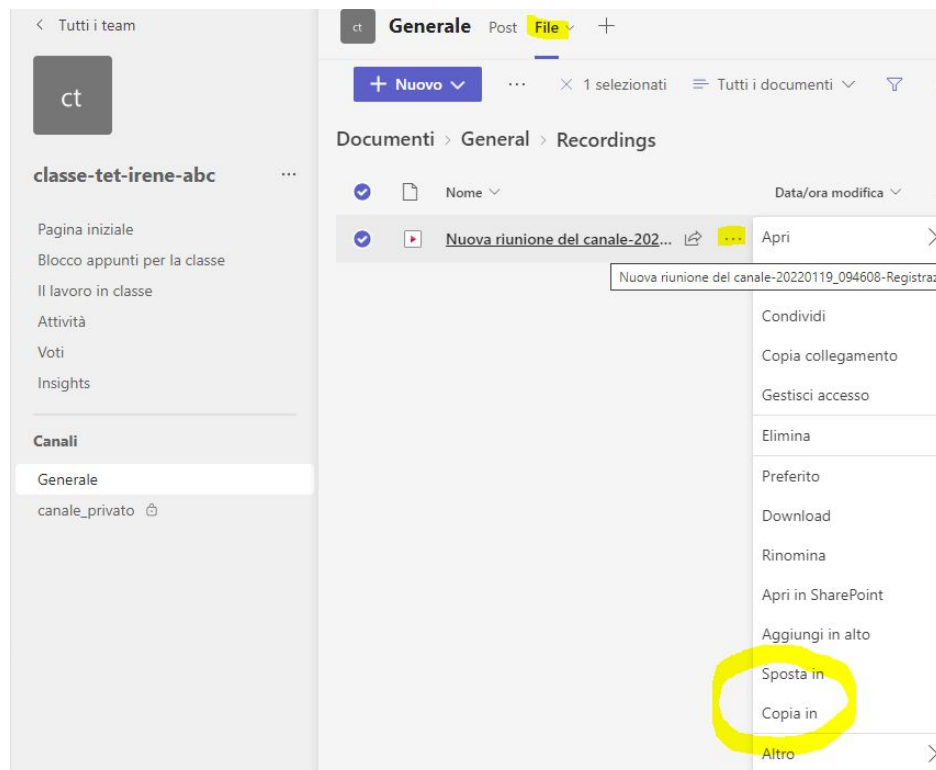 Tutti i team
ct Generale Post File
ct
Nuovo ... 1 selezionati Tutti i documenti
Documenti > General > Recordings
classe-tet-irene-abc ...
Nome Data/ora modifica
Pagina iniziale
Nuova riunione del canale-202... ... Apri
Blocco appunti per la classe
Nuova riunione del canale-20220119_094608-Registraz
Il lavoro in classe
Condividi
Attività
Voti
Copia collegamento
Insights
Gestisci accesso
Canali
Elimina
Generale
Preferito
canale_privato
Download
Rinomina
Apri in SharePoint
Aggiungi in alto
Sposta in
Copia in
Altro